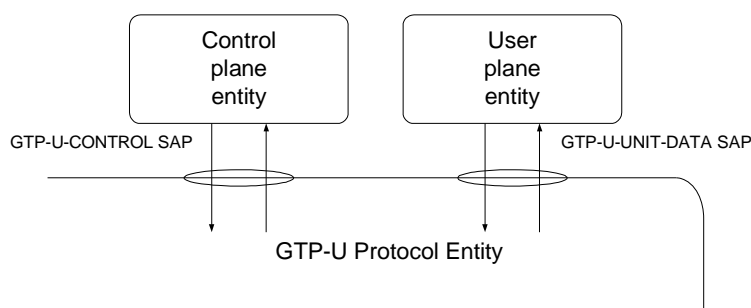 Control
plane
entity
User
plane
entity
GTP-U-CONTROL SAP
GTP-U-UNIT-DATA SAP
GTP-U Protocol Entity